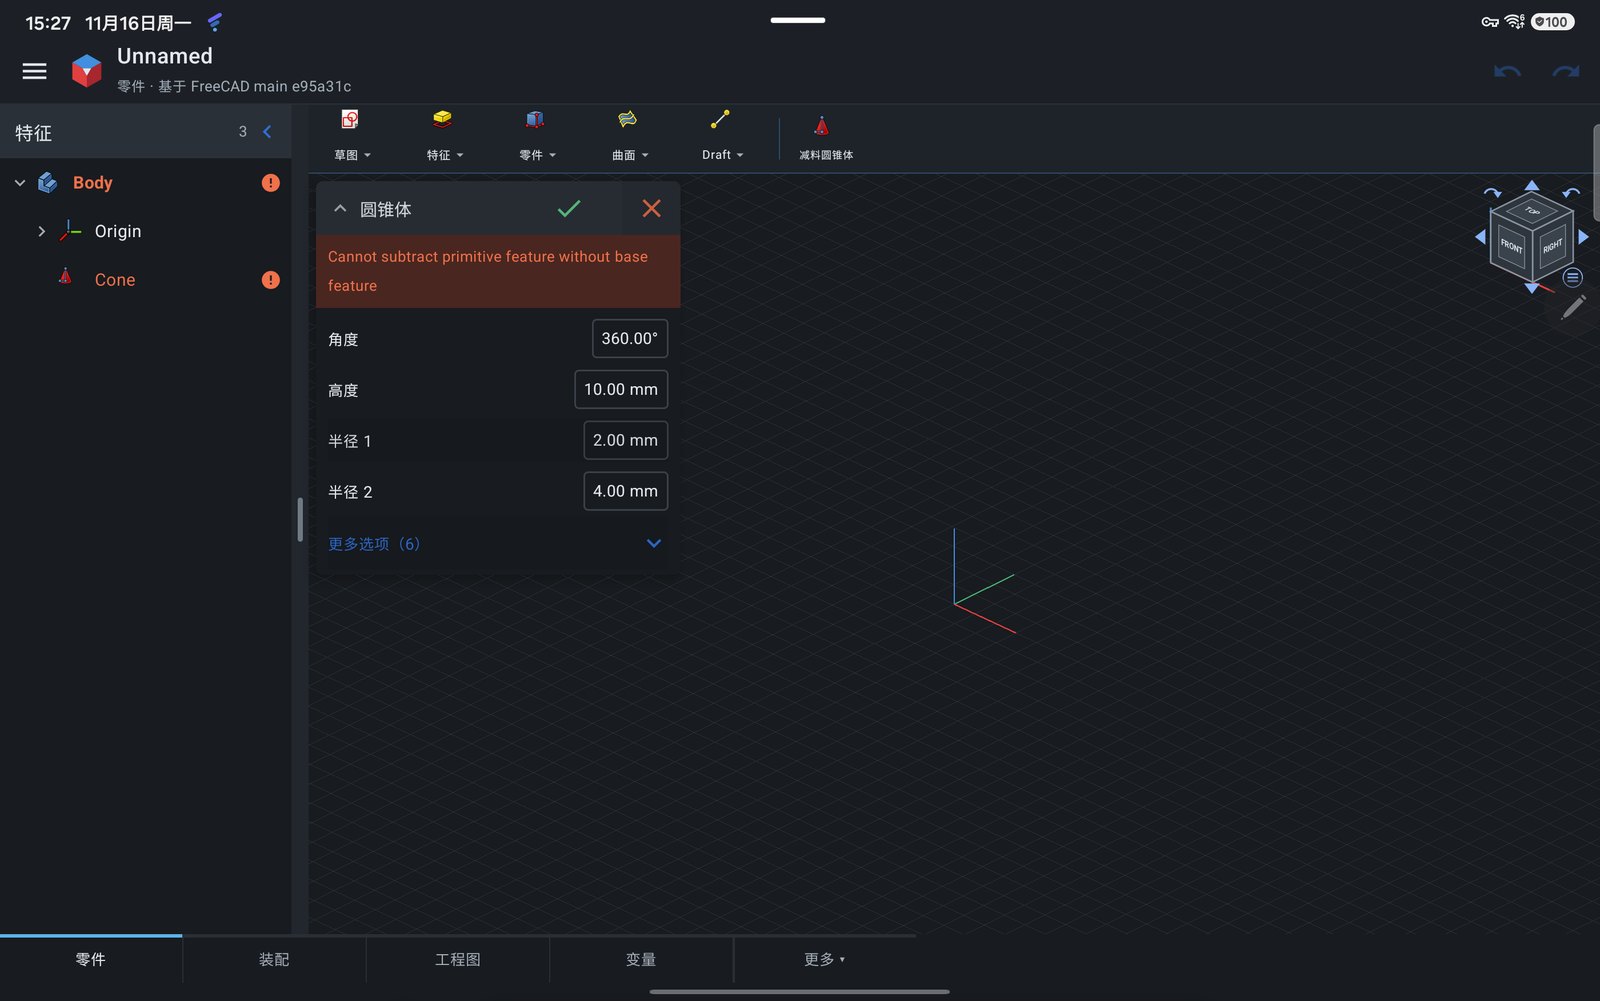 15:27 11月16日周一
100
Unnamed
零件 · 基于 FreeCAD main e95a31c
特征 3
草图
特征
零件
曲面
Draft
减料圆锥体
Body
Origin
Cone
圆锥体
Cannot subtract primitive feature without base
feature
角度 360.00°
高度 10.00 mm
半径 1 2.00 mm
半径 2 4.00 mm
更多选项（6）
TOP
FRONT
RIGHT
零件
装配
工程图
变量
更多